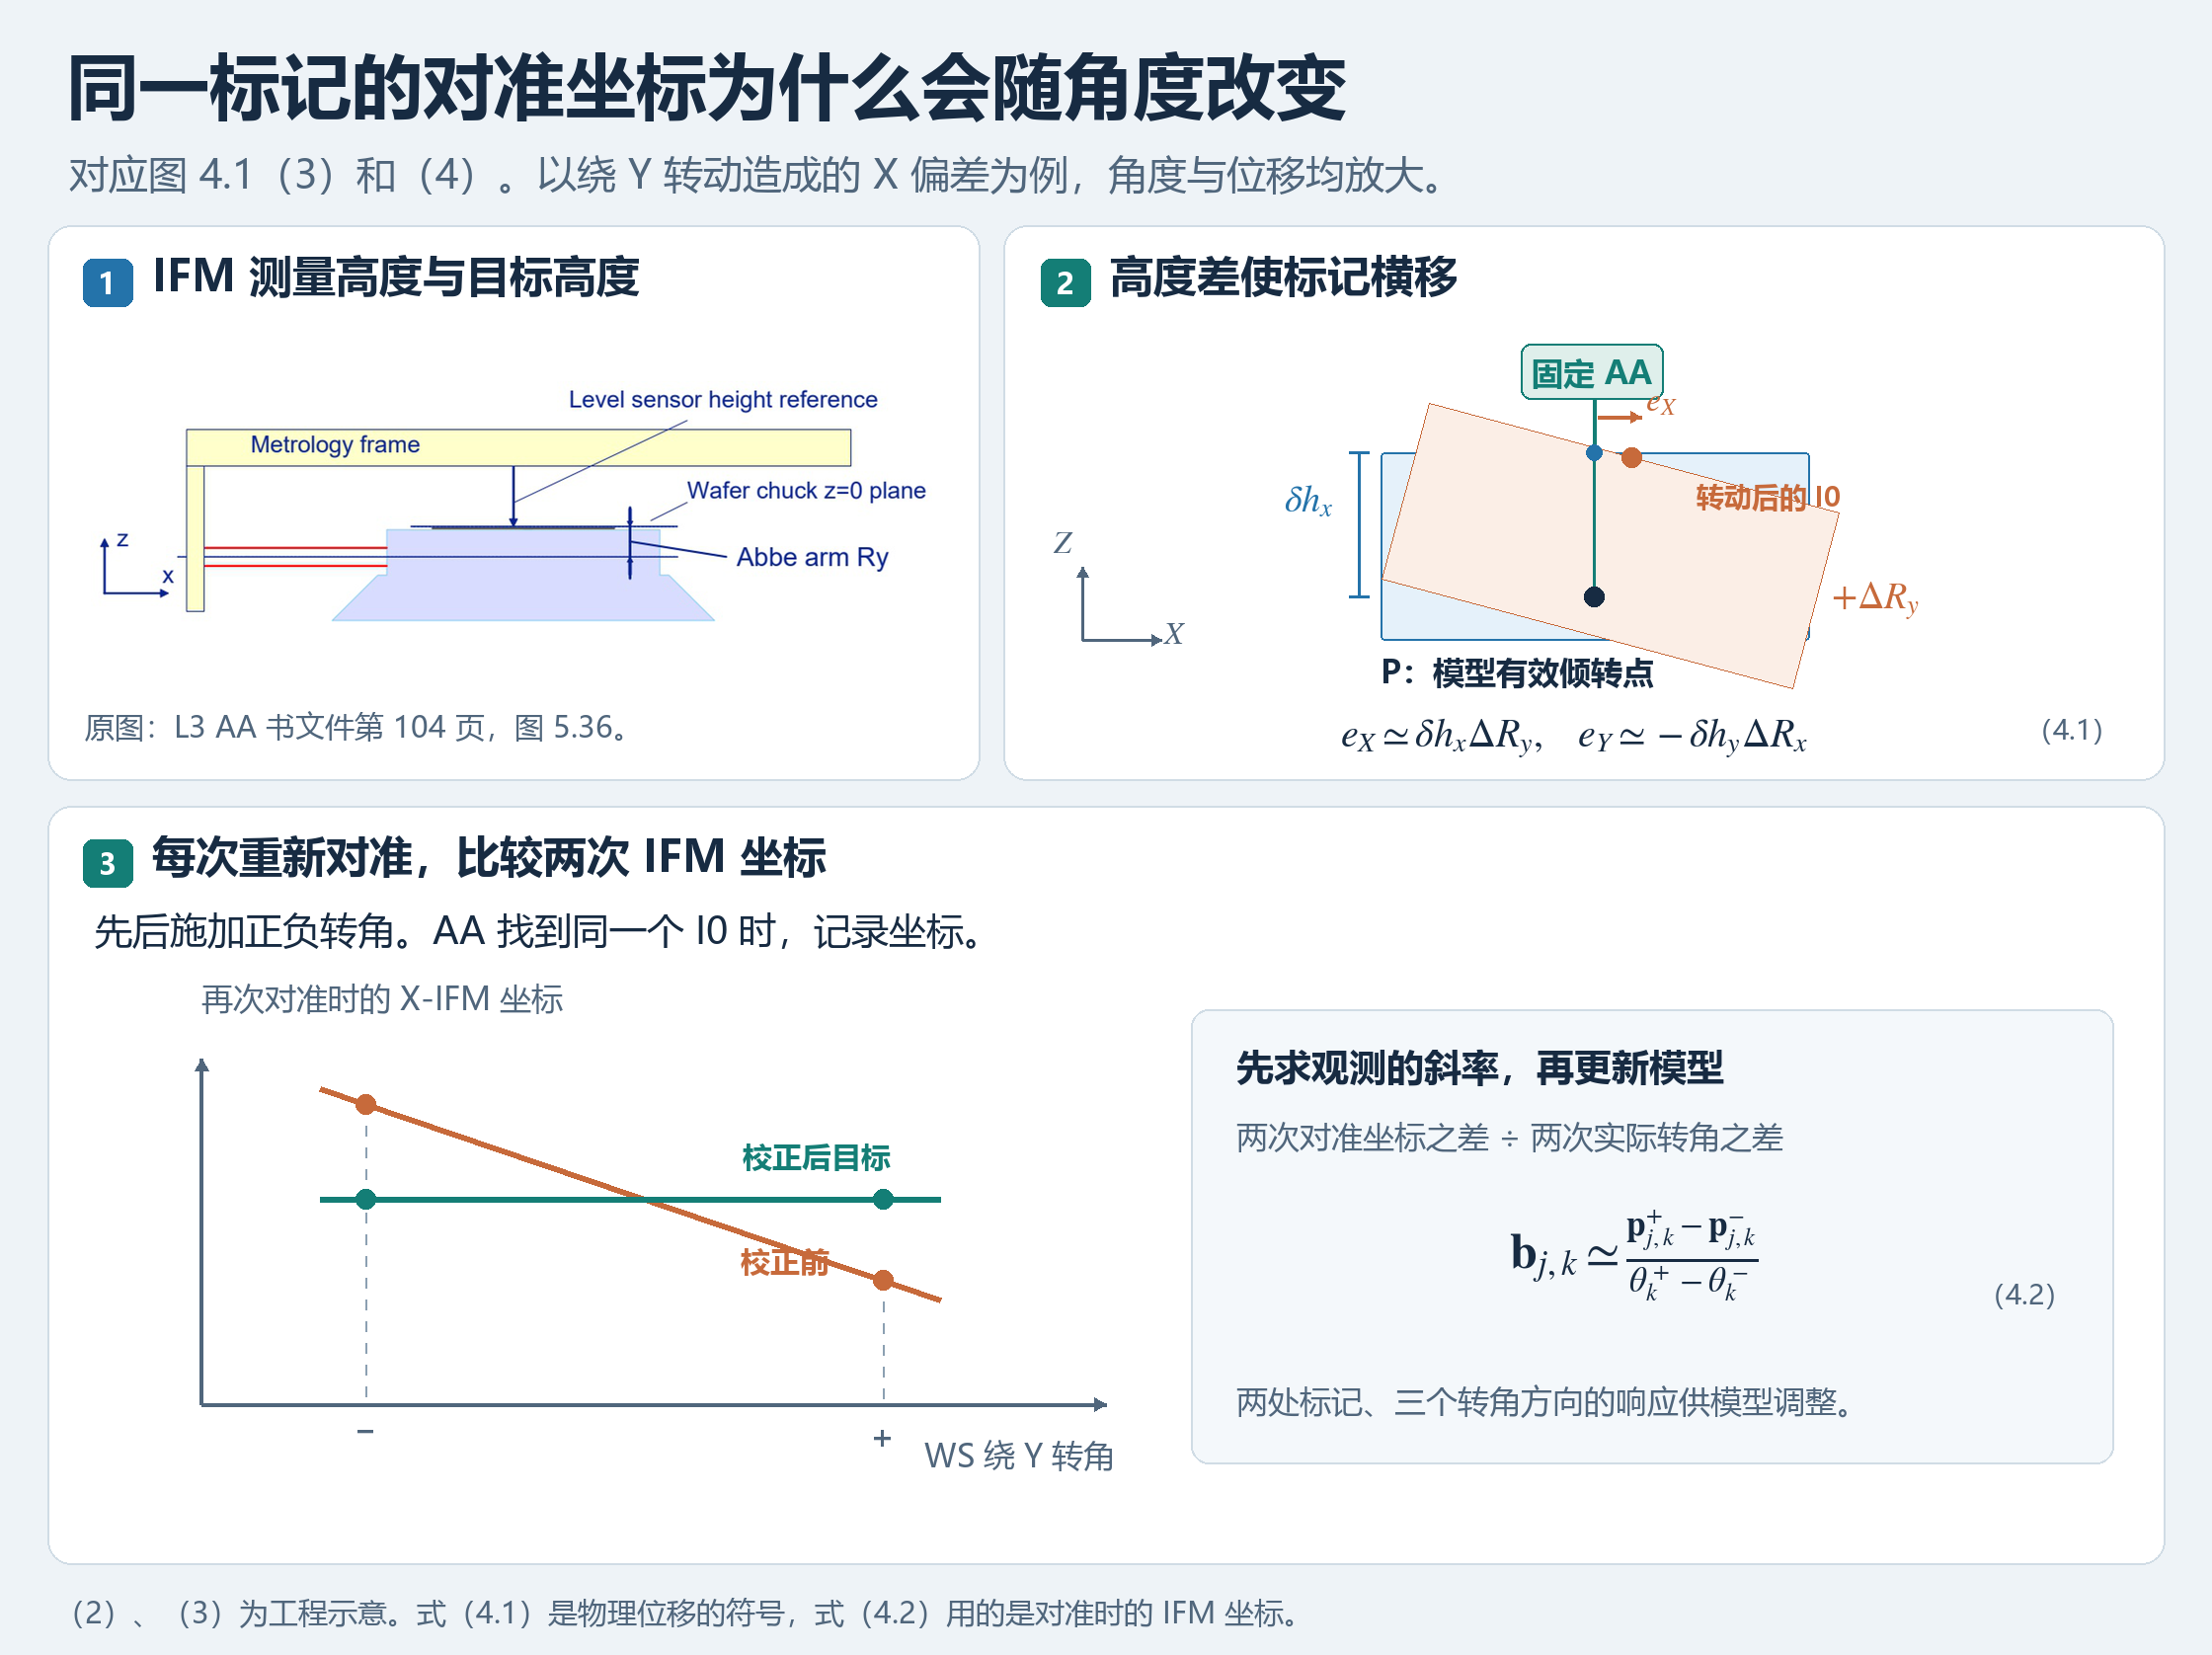 同一标记的对准坐标为什么会随角度改变
对应图 4.1（3）和（4）。以绕 Y 转动造成的 X 偏差为例，角度与位移均放大。
1 IFM 测量高度与目标高度
Level sensor height reference
Metrology frame
Wafer chuck z=0 plane
z
x
Abbe arm Ry
原图：L3 AA 书文件第 104 页，图 5.36。
2 高度差使标记横移
固定 AA
e_X
δh_x
转动后的 I0
Z
X
+ΔR_y
P：模型有效倾转点
e_X ≃ δh_xΔR_y, e_Y ≃ −δh_yΔR_x (4.1)
3 每次重新对准，比较两次 IFM 坐标
先后施加正负转角。AA 找到同一个 I0 时，记录坐标。
再次对准时的 X-IFM 坐标
校正后目标
校正前
−
+
WS 绕 Y 转角
先求观测的斜率，再更新模型
两次对准坐标之差 ÷ 两次实际转角之差
b_{j,k} ≃ (p^+_{j,k} − p^−_{j,k}) / (θ^+_k − θ^−_k) (4.2)
两处标记、三个转角方向的响应供模型调整。
（2）、（3）为工程示意。式（4.1）是物理位移的符号，式（4.2）用的是对准时的 IFM 坐标。